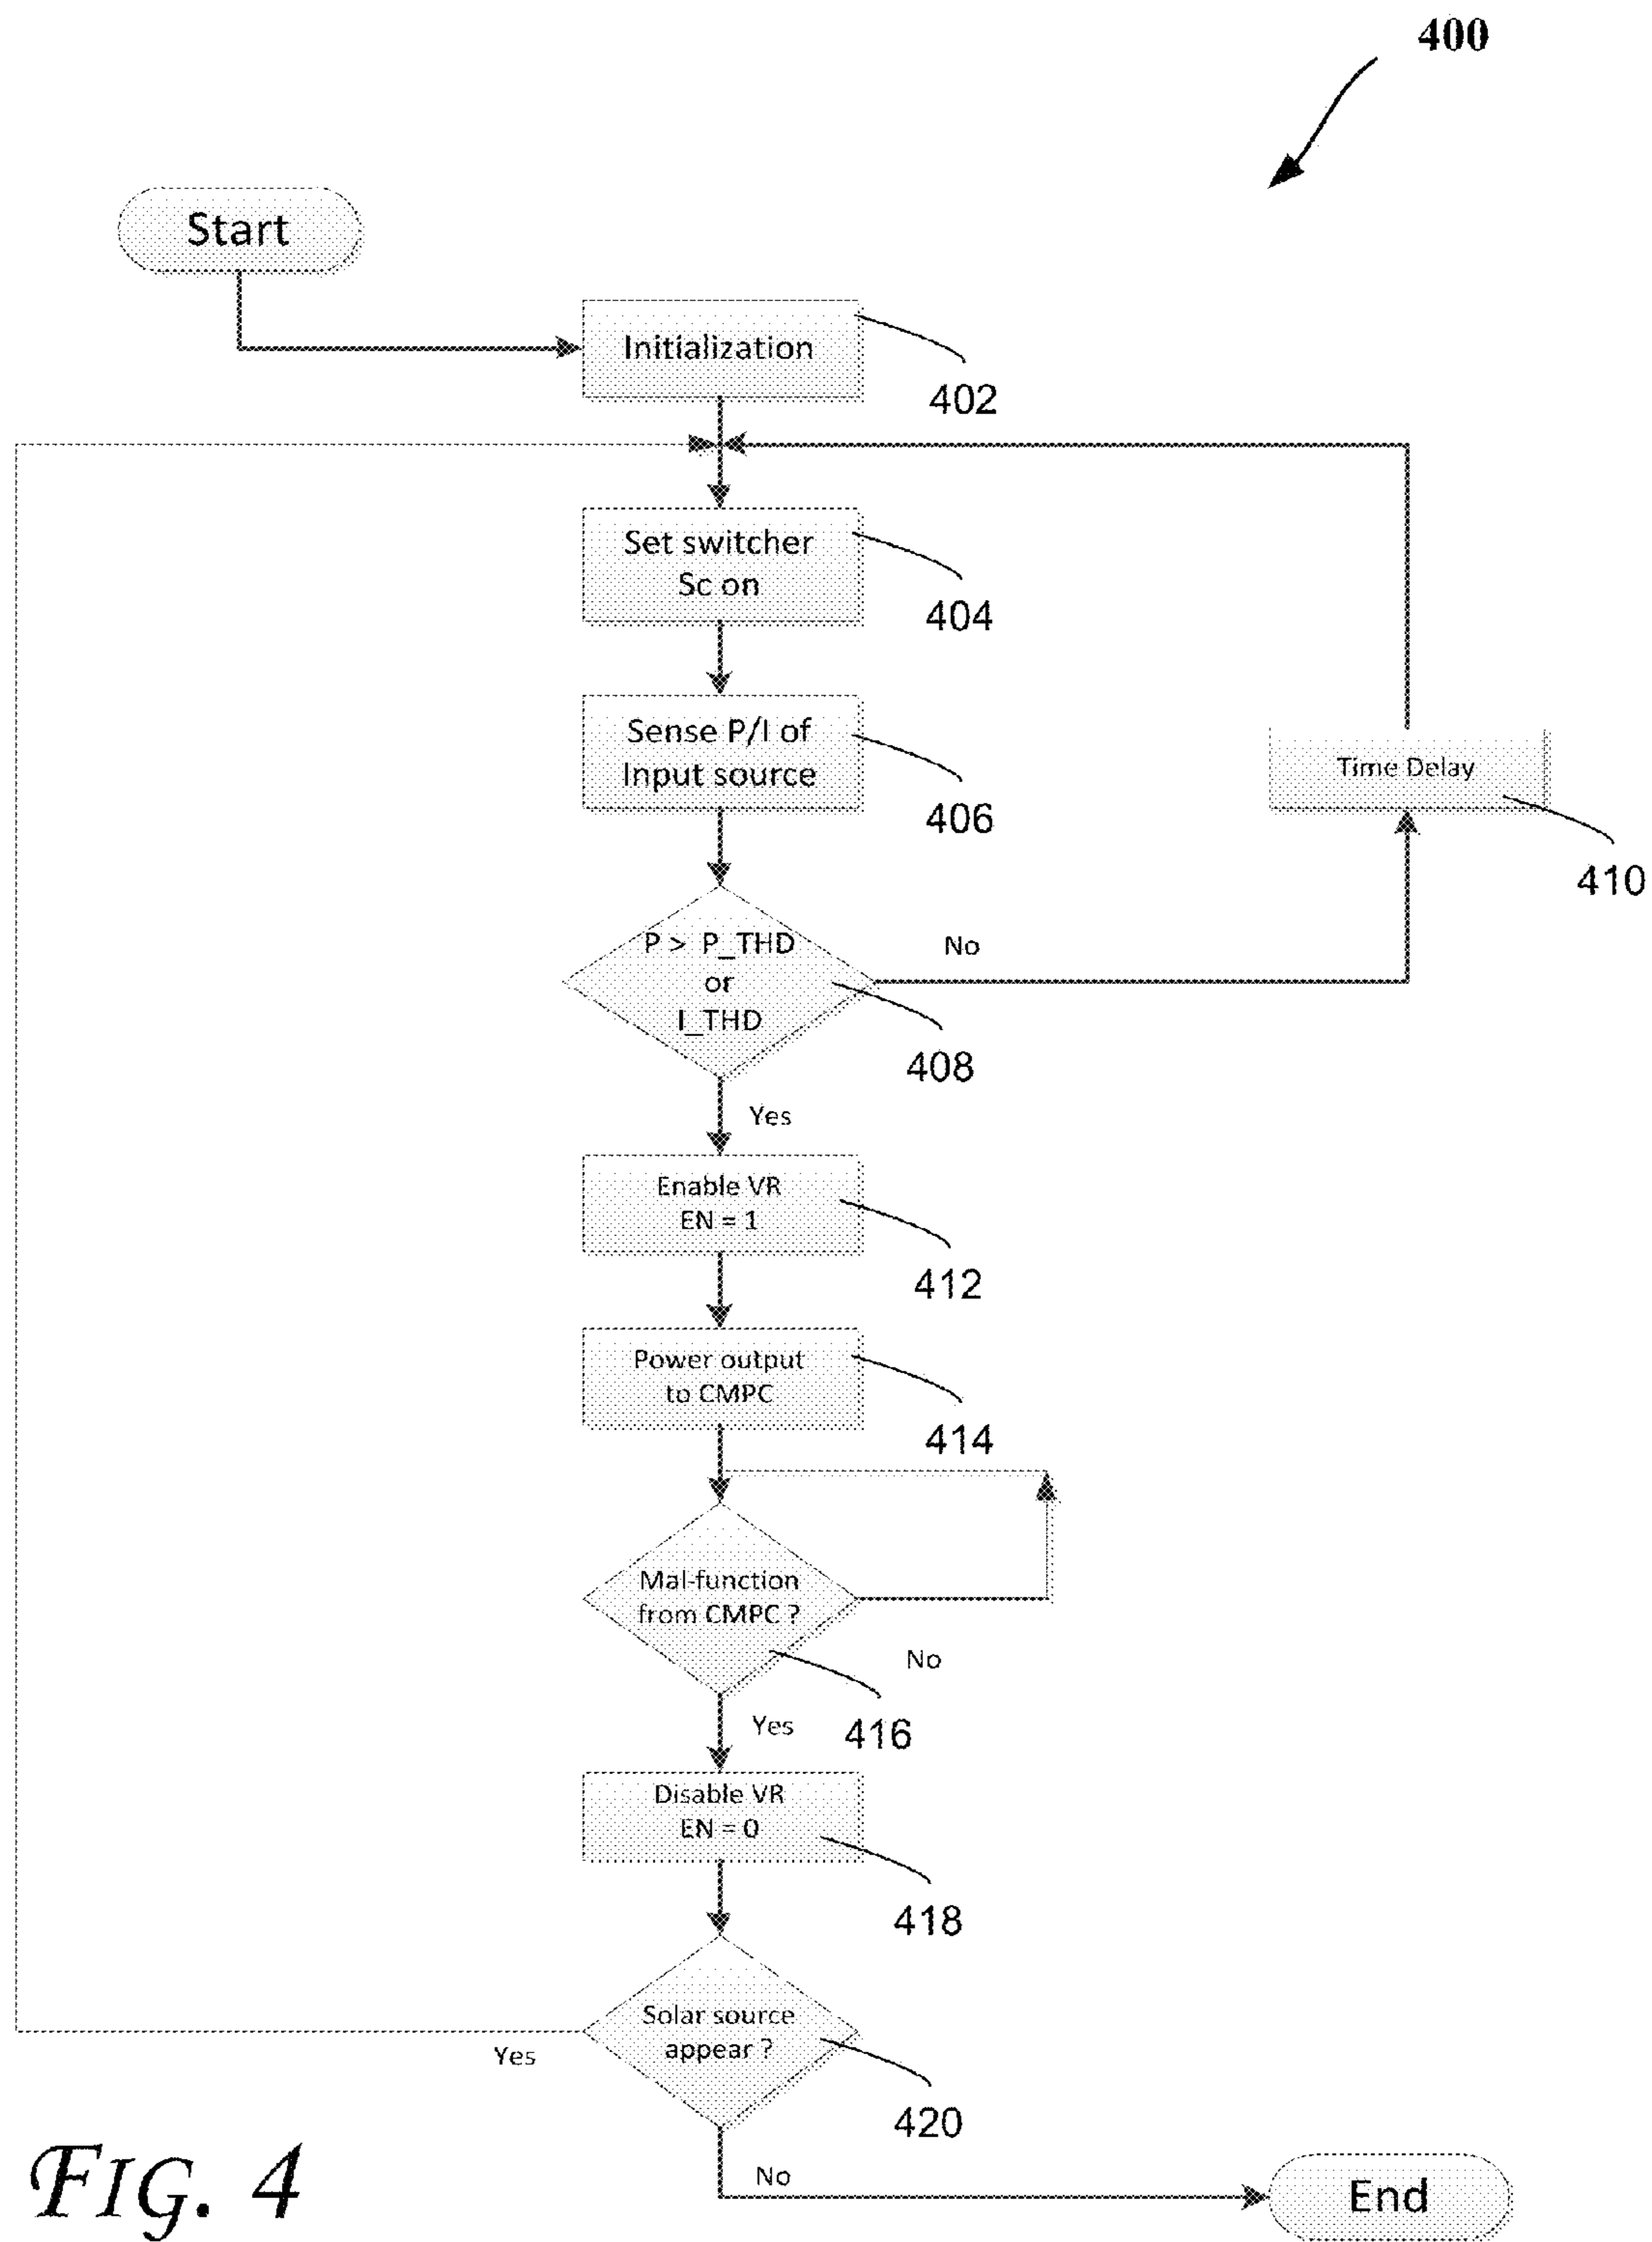 400
Start
Initialization
402
Set switcher
Sc on
404
Sense P/I of
Input source
406
Time Delay
410
P > P_THD
or
I_THD
No
408
Yes
Enable VR
EN = 1
412
Power output
to CMPC
414
Mal-function
from CMPC ?
No
416
Yes
Disable VR
EN = 0
418
Solar source
appear ?
Yes
420
No
End
FIG. 4